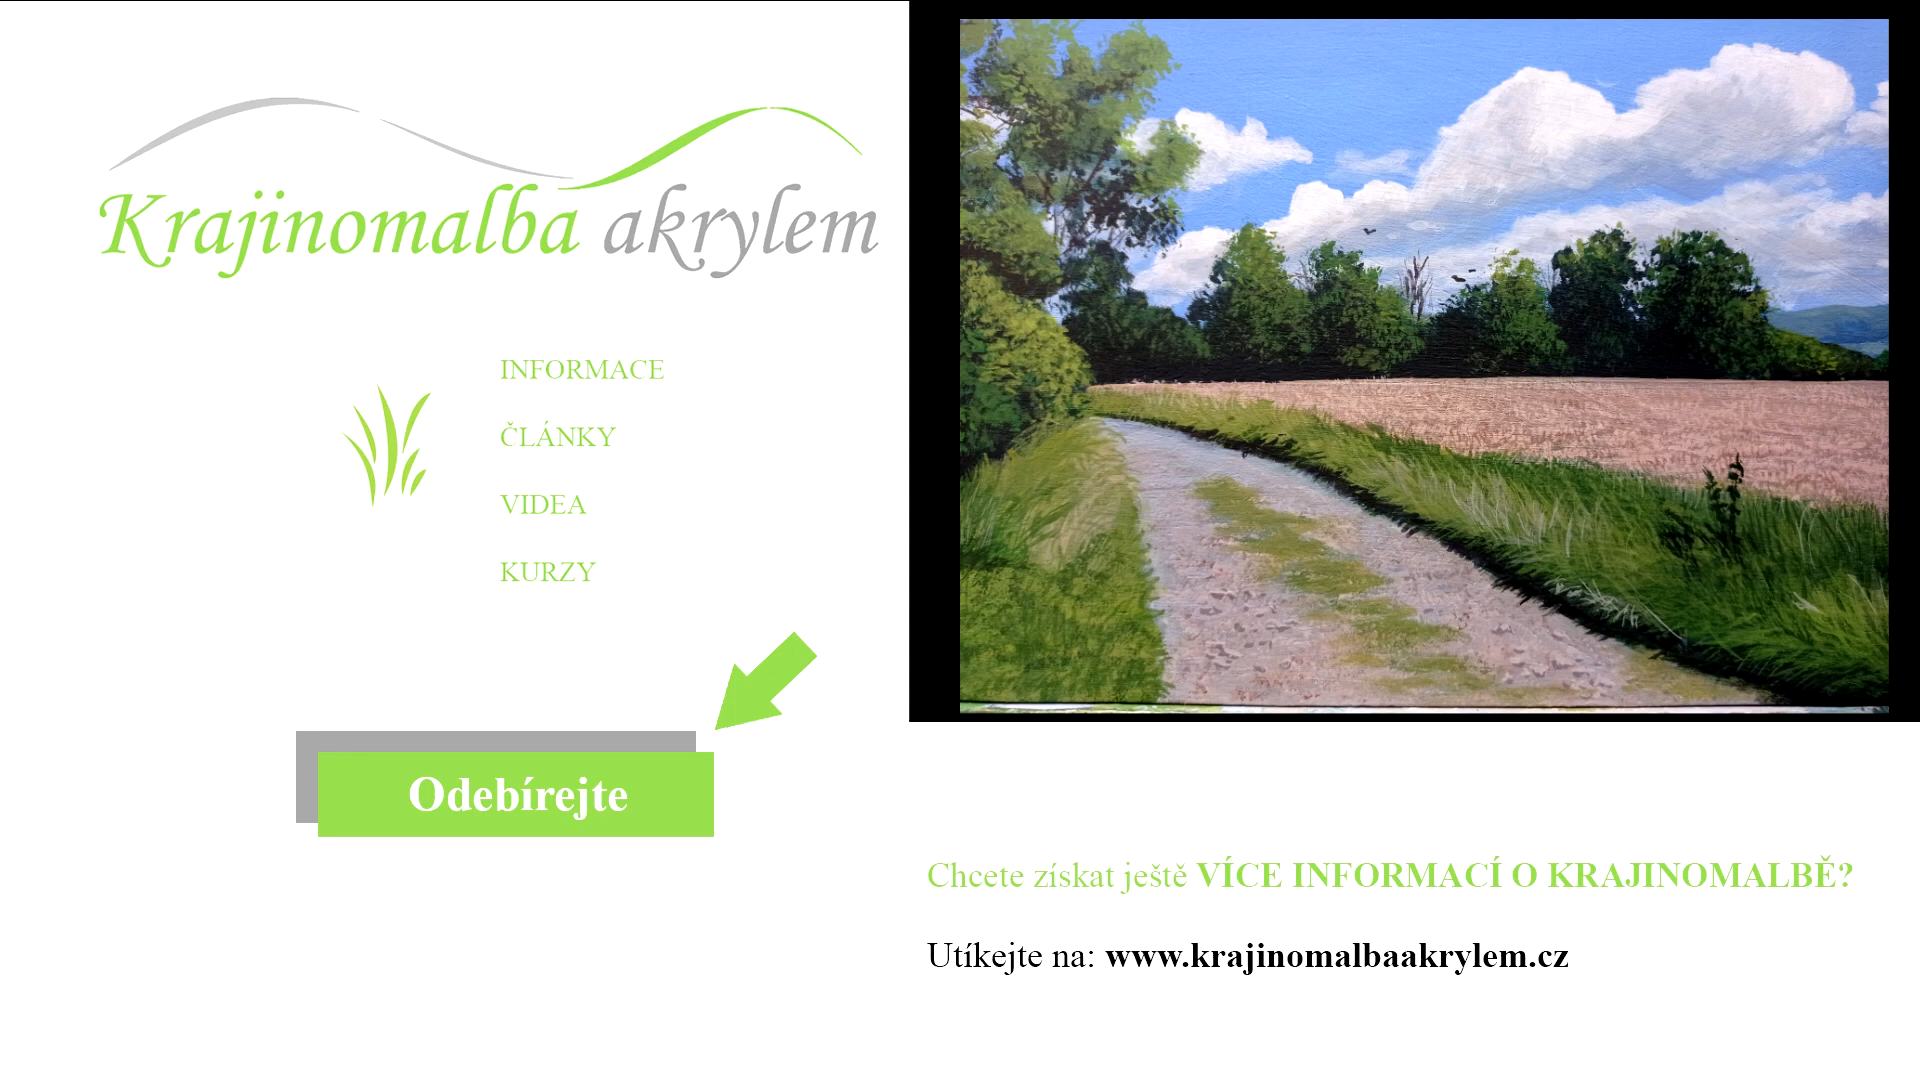 Krajinomalba akrylem
INFORMACE
ČLÁNKY
VIDEA
KURZY
Odebírejte
Chcete získat ještě VÍCE INFORMACÍ O KRAJINOMALBĚ?
Utíkejte na: www.krajinomalbaakrylem.cz